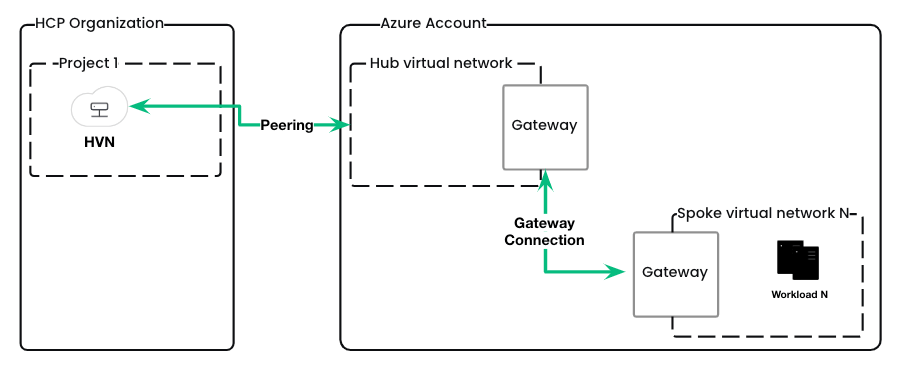 HCP Organization
Azure Account
Project 1
Hub virtual network
HVN
Peering
Gateway
Gateway
Connection
Spoke virtual network N
Gateway
Workload N